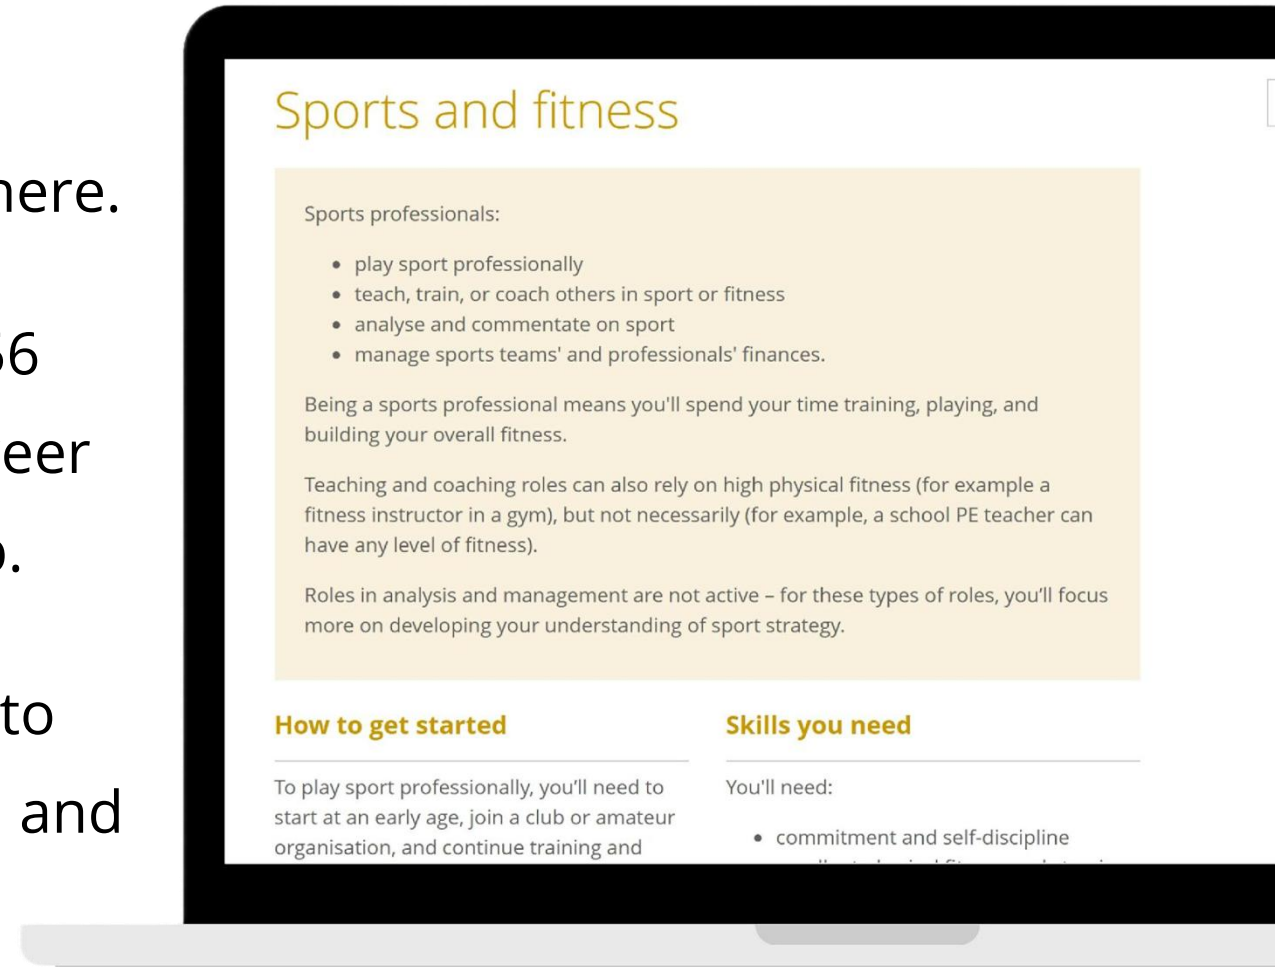 to
and
Sports and fitness
Sports professionals:
• play sport professionally
• teach, train, or coach others in sport or fitness
• analyse and commentate on sport
• manage sports teams' and professionals' finances.
Being a sports professional means you'll spend your time training, playing, and
building your overall fitness.
Teaching and coaching roles can also rely on high physical fitness (for example a
fitness instructor in a gym), but not necessarily (for example, a school PE teacher can
have any level of fitness).
Roles in analysis and management are not active – for these types of roles, you’ll focus
more on developing your understanding of sport strategy.
How to get started
To play sport professionally, you’ll need to
start at an early age, join a club or amateur
organisation, and continue training and
Skills you need
You'll need:
• commitment and self-discipline